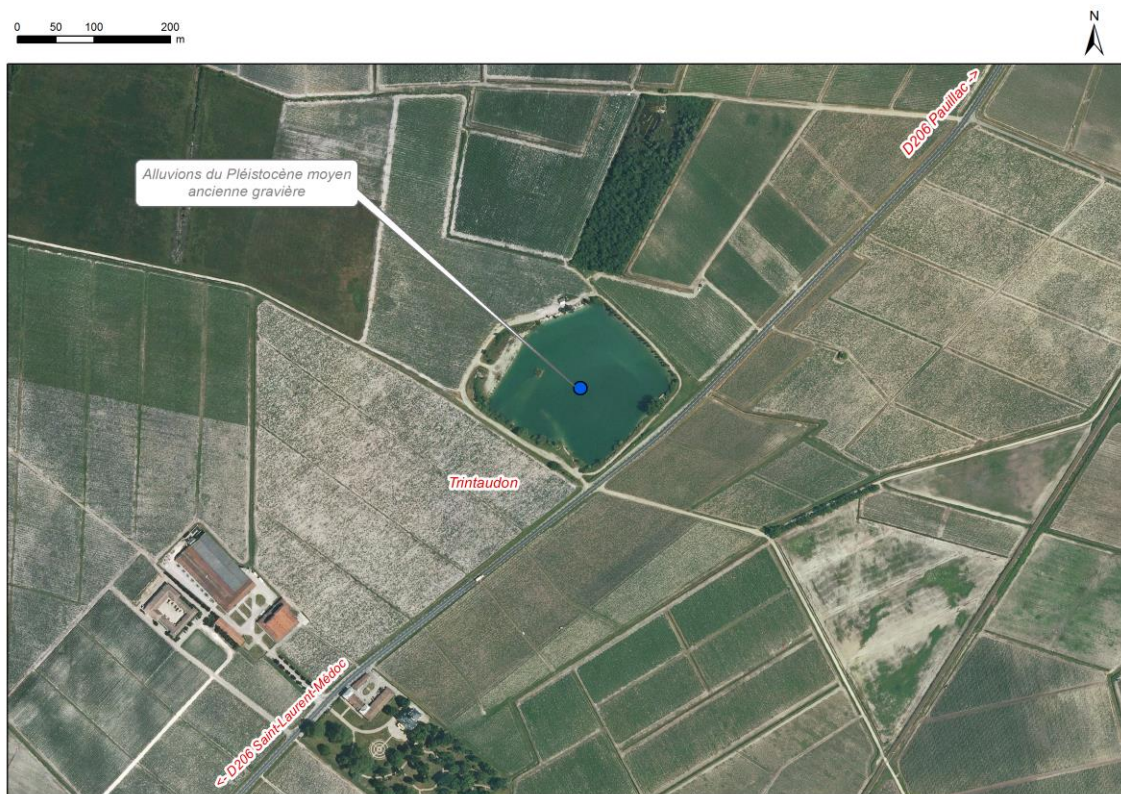 0 50 100 200
m
N
D206 Pauillac ->
Alluvions du Pléistocène moyen
ancienne gravière
Trintaudon
<- D206 Saint-Laurent-Médoc